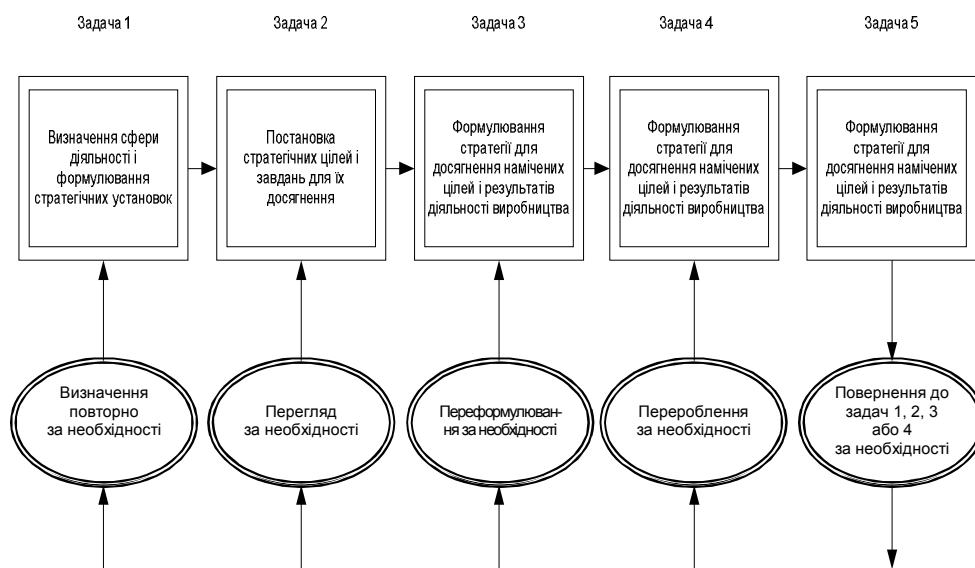 Задача 1
Задача 2
Задача 3
Задача 4
Задача 5
Визначення сфери
діяльності і
формулювання
стратегічних установок
Постановка
стратегічних цілей і
завдань для їх
досягнення
Формулювання
стратегії для
досягнення намічених
цілей і результатів
діяльності виробництва
Формулювання
стратегії для
досягнення намічених
цілей і результатів
діяльності виробництва
Формулювання
стратегії для
досягнення намічених
цілей і результатів
діяльності виробництва
Визначення
повторно
за необхідності
Перегляд
за необхідності
Переформулюван-
ня за необхідності
Перероблення
за необхідності
Повернення до
задач 1, 2, 3
або 4
за необхідності